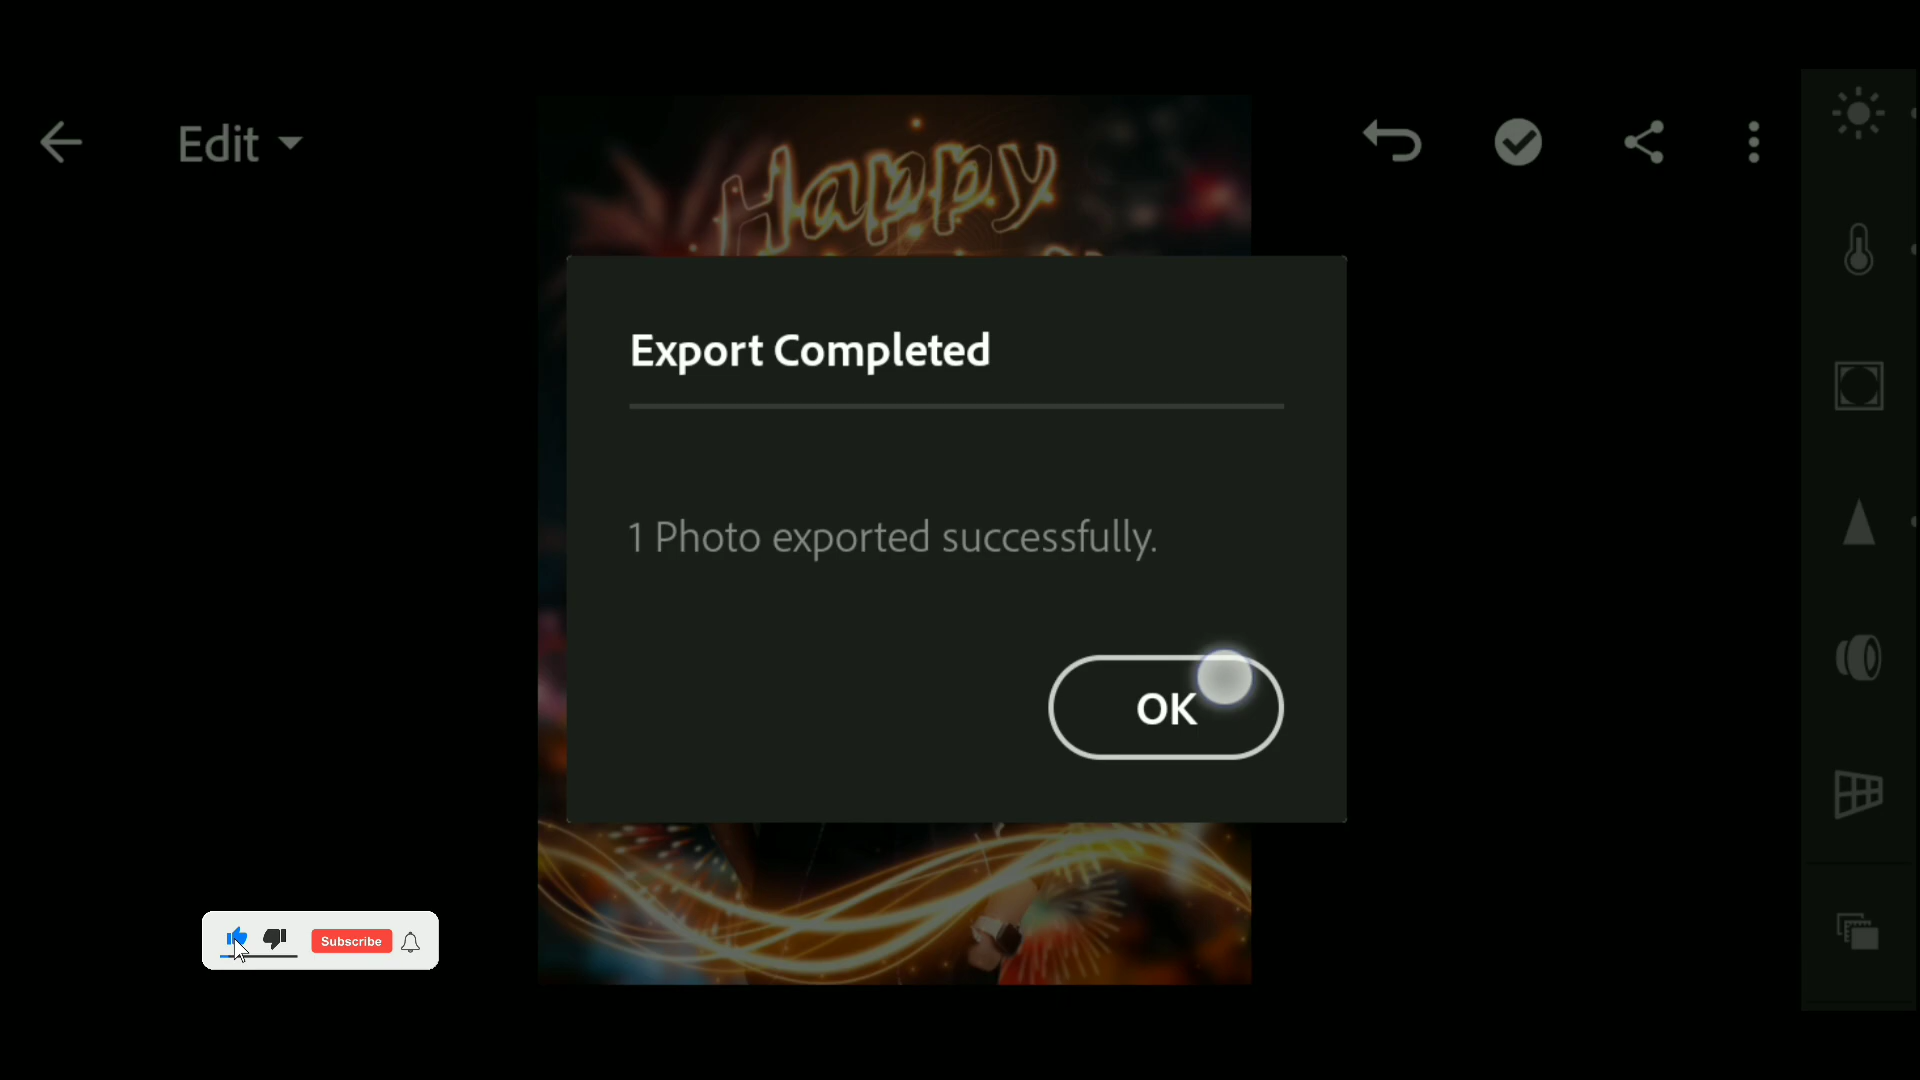 Edit
Happy
Export Completed
1 Photo exported successfully.
OK
Subscribe